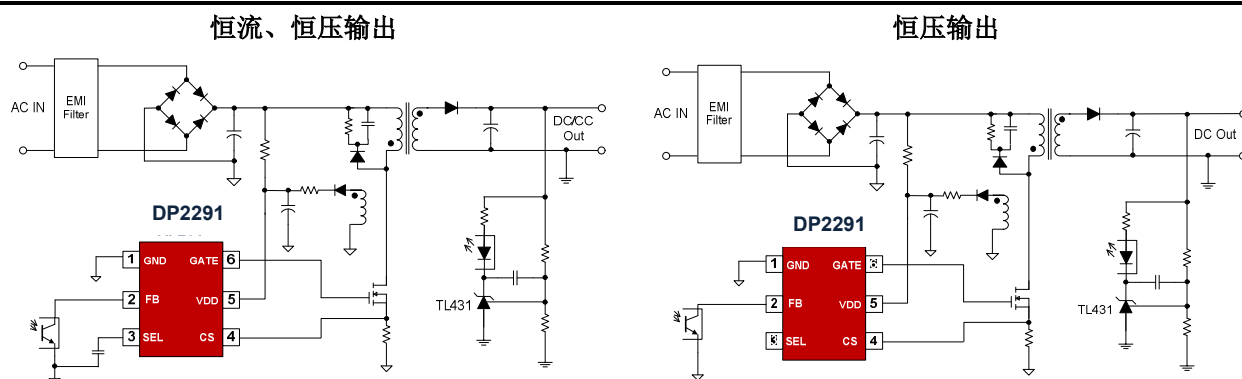 恒流、恒压输出
AC IN
EMI
Filter
DC/CC
Out
DP2291
1 GND GATE 6
2 FB VDD 5
3 SEL CS 4
TL431
恒压输出
AC IN
EMI
Filter
DC Out
DP2291
1 GND GATE
2 FB VDD 5
SEL CS 4
TL431